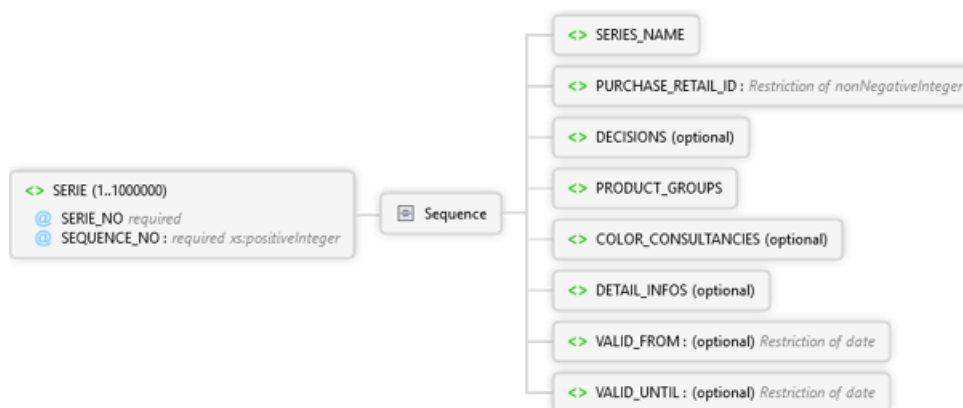 <> SERIES_NAME
<> PURCHASE_RETAIL_ID : Restriction of nonNegativeInteger
<> DECISIONS (optional)
<> SERIE (1..1000000)
@ SERIE_NO required
@ SEQUENCE_NO : required xs:positiveInteger
Sequence
<> PRODUCT_GROUPS
<> COLOR_CONSULTANCIES (optional)
<> DETAIL_INFOS (optional)
<> VALID_FROM : (optional) Restriction of date
<> VALID_UNTIL : (optional) Restriction of date